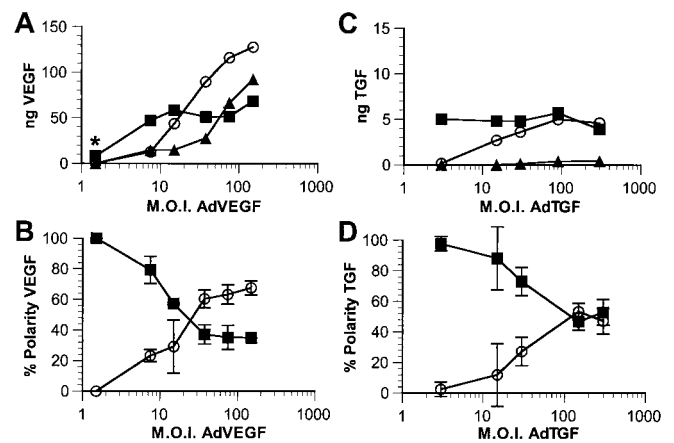 A
150
100
50
0
ng VEGF
*
1 10 100 1000
M.O.I. AdVEGF
C
15
10
5
0
ng TGF
1 10 100 1000
M.O.I. AdTGF
B
100
80
60
40
20
0
% Polarity VEGF
1 10 100 1000
M.O.I. AdVEGF
D
100
80
60
40
20
0
% Polarity TGF
1 10 100 1000
M.O.I. AdTGF